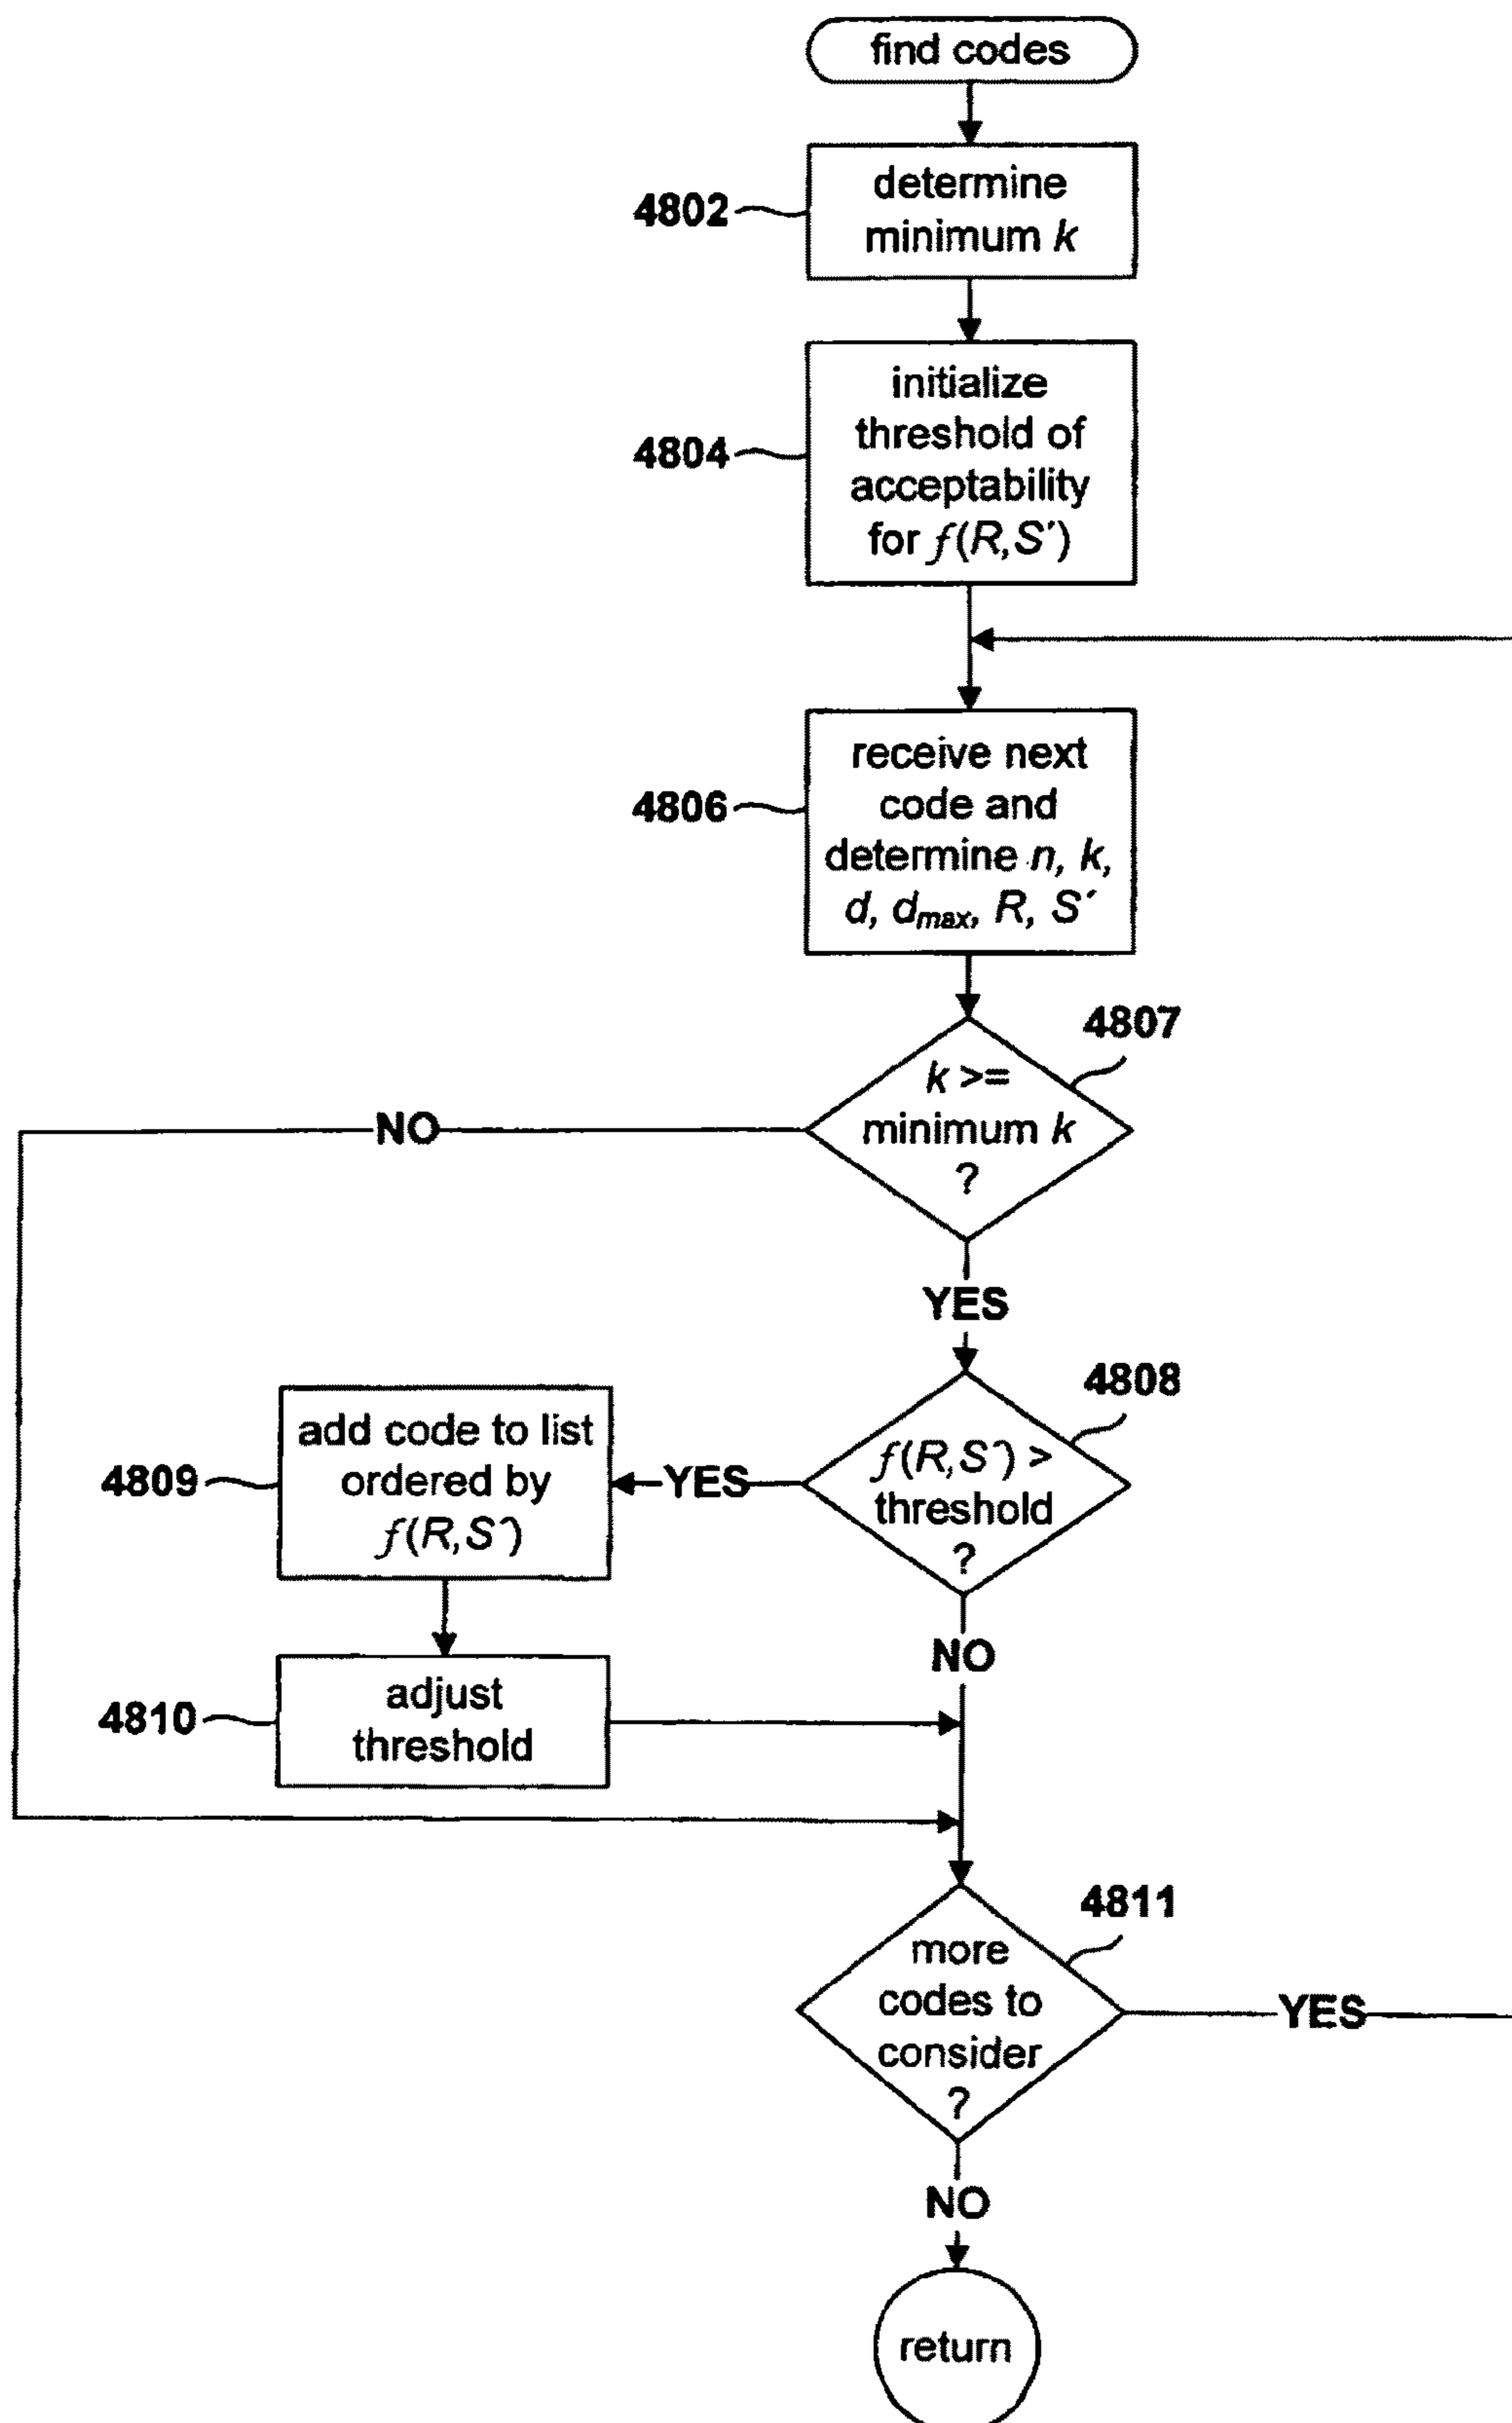 find codes
determine
minimum k
4802
initialize
threshold of
acceptability
for f(R,S′)
4804
receive next
code and
determine n, k,
d, dmax, R, S′
4806
4807
k >=
minimum k
?
NO
YES
4808
f(R,S′) >
threshold
?
YES
add code to list
ordered by
f(R,S′)
4809
NO
adjust
threshold
4810
4811
more
codes to
consider
?
YES
NO
return